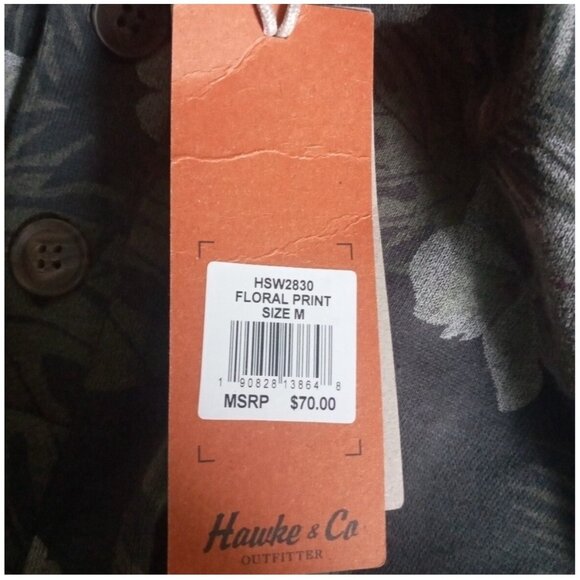 HSW2830
FLORAL PRINT
SIZE M
1 90828 13864 8
MSRP $70.00
Hawke & Co
OUTFITTER